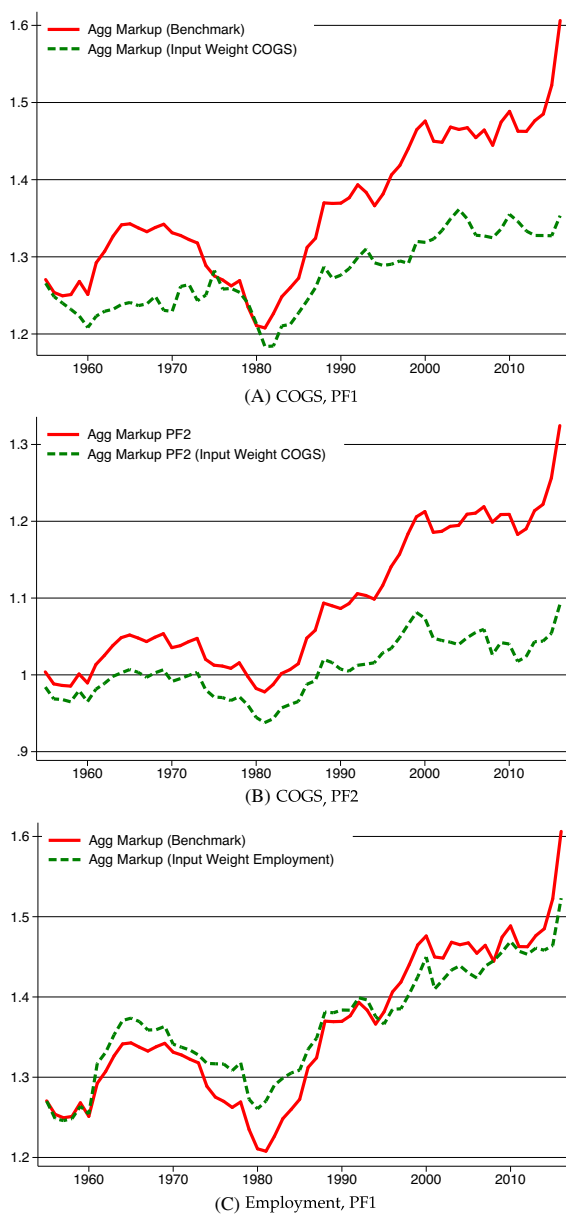 1.6
Agg Markup (Benchmark)
Agg Markup (Input Weight COGS)
1.5
1.4
1.3
1.2
1960 1970 1980 1990 2000 2010
(A) COGS, PF1
Agg Markup PF2
1.3
Agg Markup PF2 (Input Weight COGS)
1.2
1.1
1
.9
1960 1970 1980 1990 2000 2010
(B) COGS, PF2
1.6
Agg Markup (Benchmark)
Agg Markup (Input Weight Employment)
1.5
1.4
1.3
1.2
1960 1970 1980 1990 2000 2010
(C) Employment, PF1